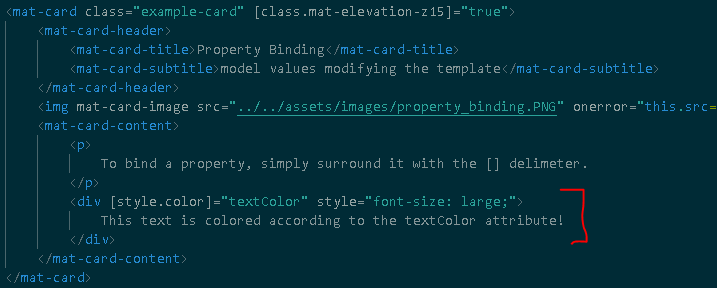 <mat-card class="example-card" [class.mat-elevation-z15]="true">
<mat-card-header>
<mat-card-title>Property Binding</mat-card-title>
<mat-card-subtitle>model values modifying the template</mat-card-subtitle>
</mat-card-header>
<img mat-card-image src="../../assets/images/property_binding.PNG" onerror="this.src=
<mat-card-content>
<p>
To bind a property, simply surround it with the [] delimeter.
</p>
<div [style.color]="textColor" style="font-size: large;">
This text is colored according to the textColor attribute!
</div>
</mat-card-content>
</mat-card>